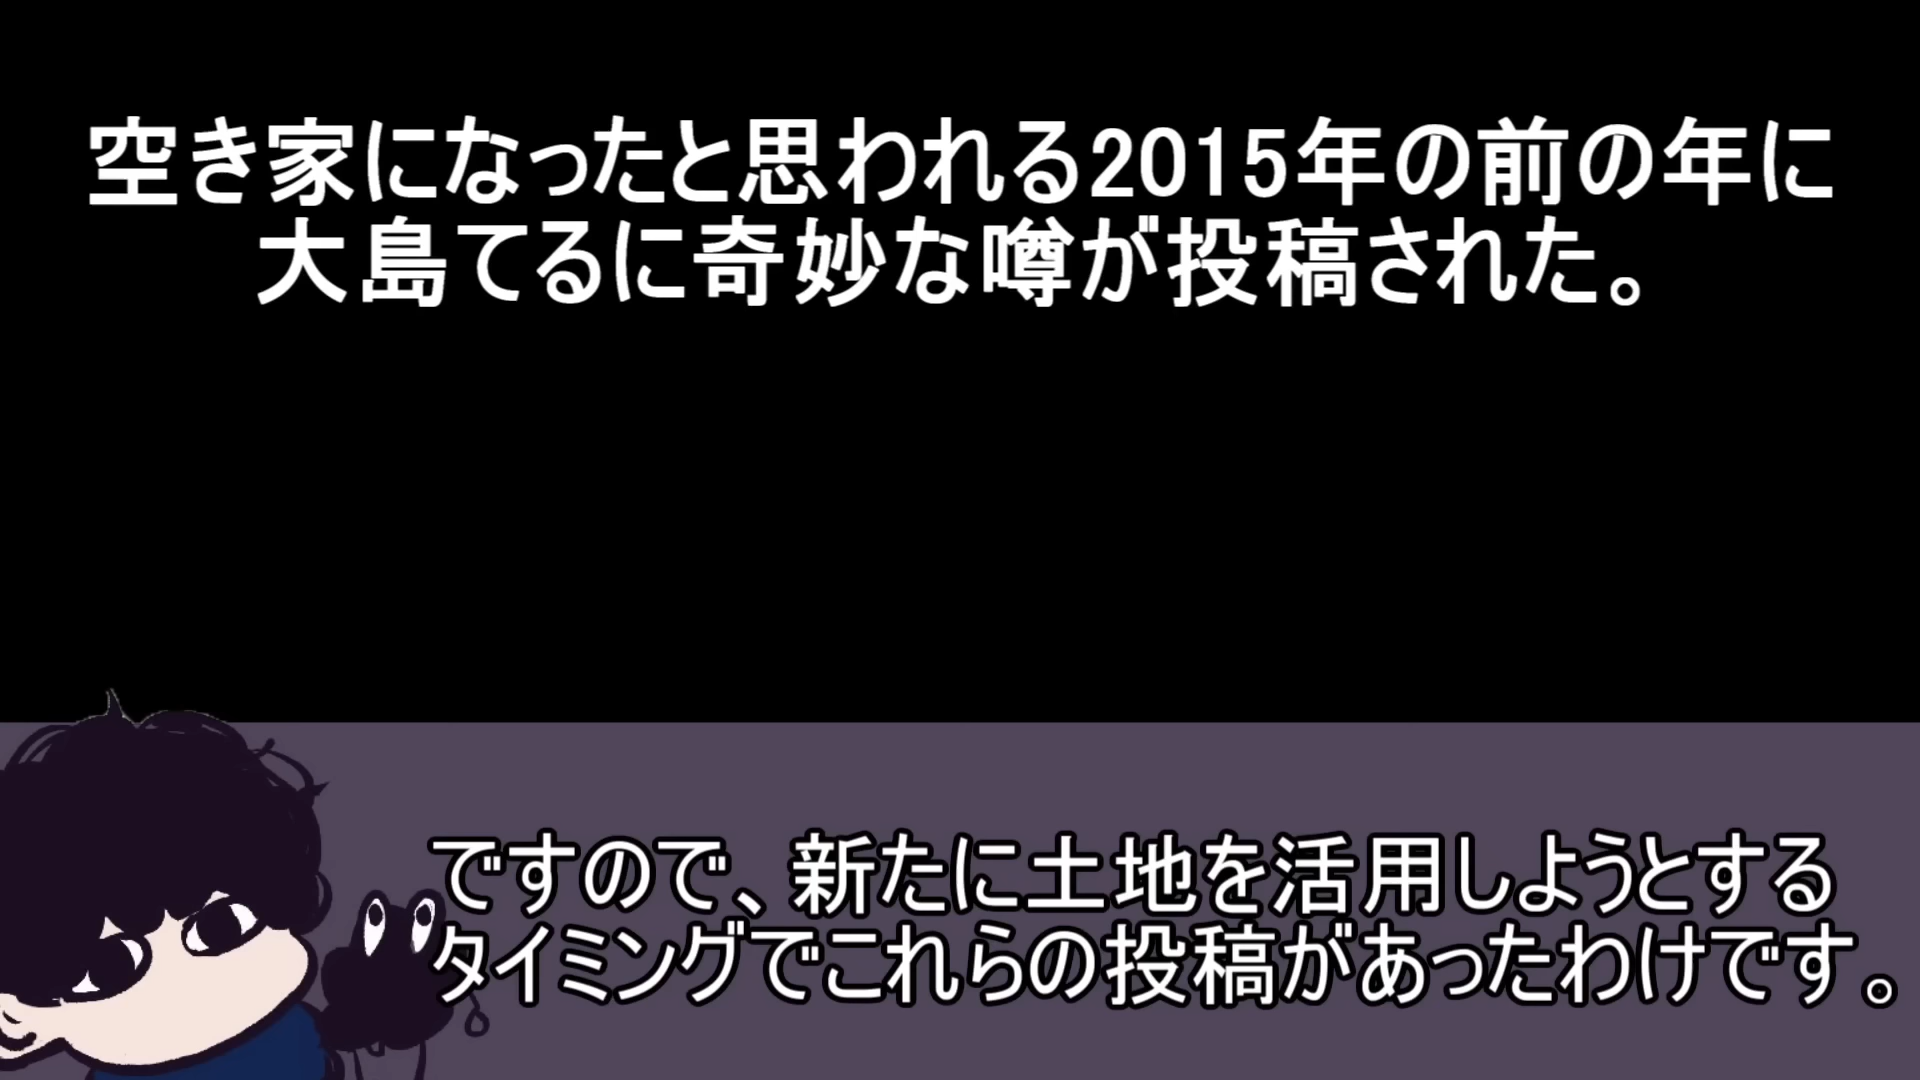 空き家になったと思われる2015年の前の年に
大島てるに奇妙な噂が投稿された。
ですので、新たに土地を活用しようとする
タイミングでこれらの投稿があったわけです。